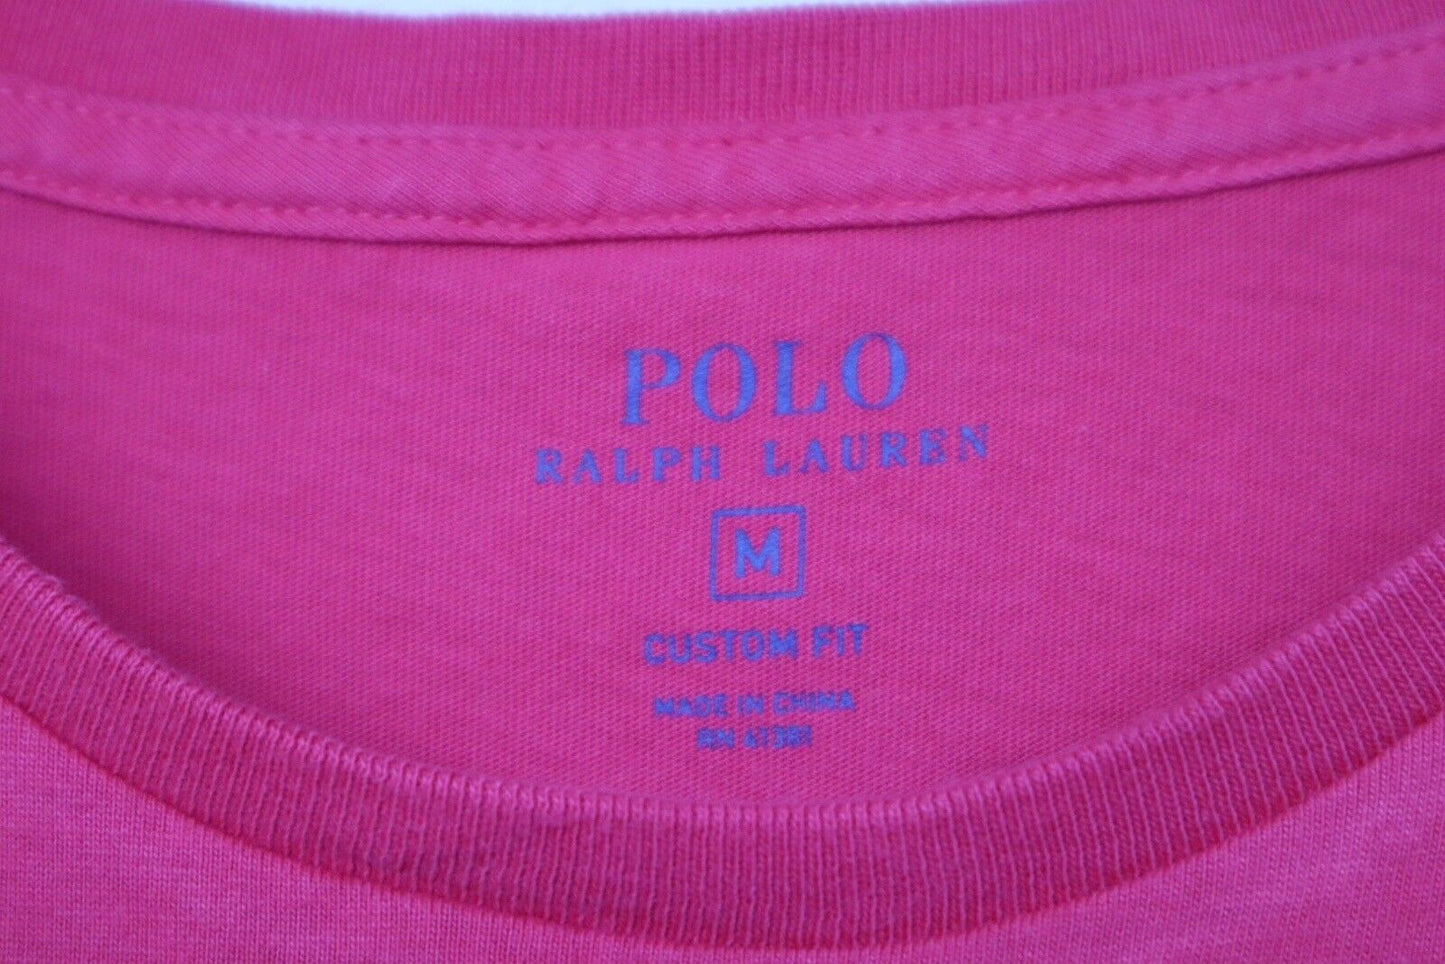 POLO
RALPH LAUREN
M
CUSTOM FIT
MADE IN CHINA
RN 41381